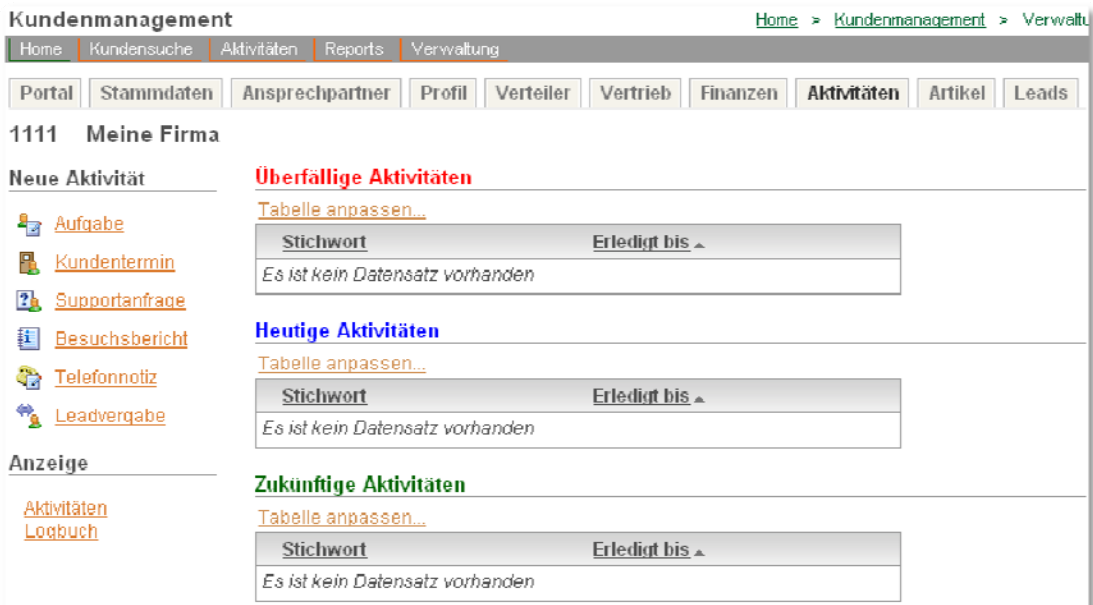 Kundenmanagement
Home > Kundenmanagement > Verwaltu
Home Kundensuche Aktivitäten Reports Verwaltung
Portal Stammdaten Ansprechpartner Profil Verteiler Vertrieb Finanzen Aktivitäten Artikel Leads
1111 Meine Firma
Neue Aktivität
Aufgabe
Kundentermin
Supportanfrage
Besuchsbericht
Telefonnotiz
Leadvergabe
Anzeige
Aktivitäten
Logbuch
Überfällige Aktivitäten
Tabelle anpassen...
Stichwort Erledigt bis
Es ist kein Datensatz vorhanden
Heutige Aktivitäten
Tabelle anpassen...
Stichwort Erledigt bis
Es ist kein Datensatz vorhanden
Zukünftige Aktivitäten
Tabelle anpassen...
Stichwort Erledigt bis
Es ist kein Datensatz vorhanden